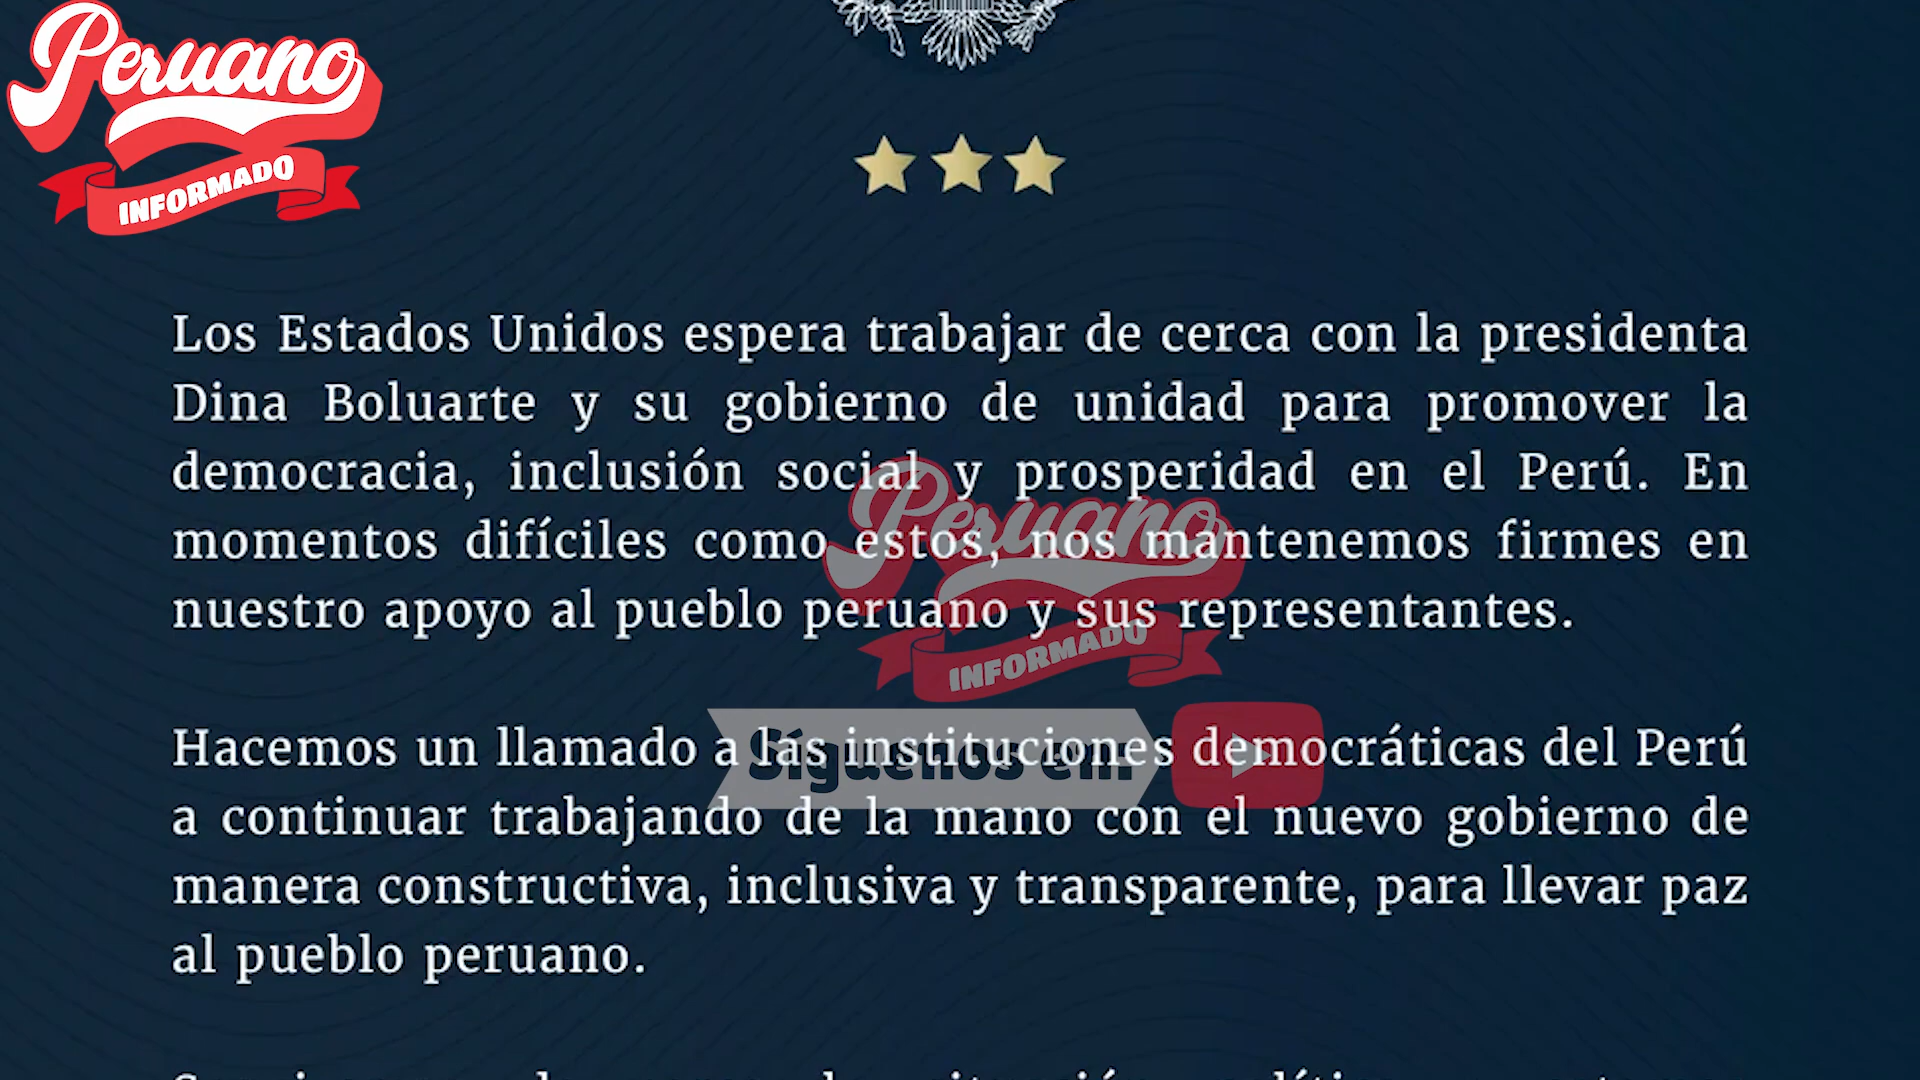 Peruano
INFORMADO
Los Estados Unidos espera trabajar de cerca con la presidenta
Dina Boluarte y su gobierno de unidad para promover la
democracia, inclusión social y prosperidad en el Perú. En
momentos difíciles como estos, nos mantenemos firmes en
nuestro apoyo al pueblo peruano y sus representantes.
Peruano
INFORMADO
Hacemos un llamado a las instituciones democráticas del Perú
Síguenos en:
a continuar trabajando de la mano con el nuevo gobierno de
manera constructiva, inclusiva y transparente, para llevar paz
al pueblo peruano.